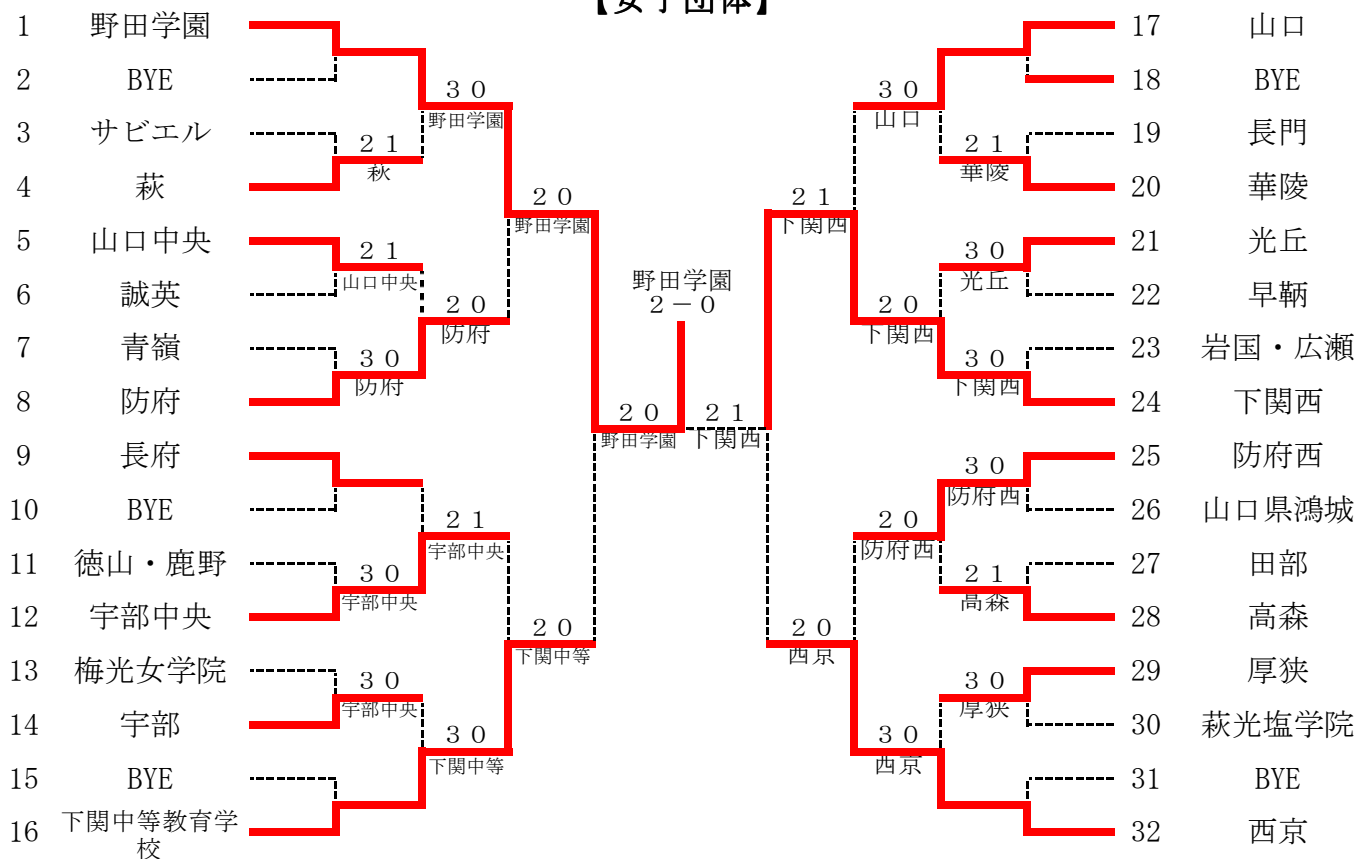 【女子団体】
1 野田学園
2 BYE
3 サビエル
4 萩
5 山口中央
6 誠英
7 青嶺
8 防府
9 長府
10 BYE
11 徳山・鹿野
12 宇部中央
13 梅光女学院
14 宇部
15 BYE
16 下関中等教育学
校
21
萩
21
山口中央
30
防府
30
宇部中央
30
宇部中央
30
野田学園
20
防府
21
宇部中央
30
下関中等
20
野田学園
20
下関中等
20
野田学園
野田学園
2-0
21
下関西
21
下関西
20
西京
30
山口
20
下関西
20
防府西
30
西京
21
華陵
30
光丘
30
下関西
30
防府西
21
高森
30
厚狭
17 山口
18 BYE
19 長門
20 華陵
21 光丘
22 早鞆
23 岩国・広瀬
24 下関西
25 防府西
26 山口県鴻城
27 田部
28 高森
29 厚狭
30 萩光塩学院
31 BYE
32 西京